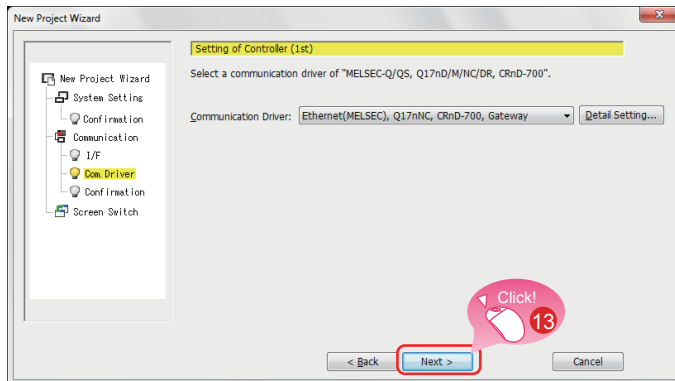 New Project Wizard
Setting of Controller (1st)
Select a communication driver of "MELSEC-Q/QS, Q17nD/M/NC/DR, CRnD-700".
New Project Wizard
System Setting
Confirmation
Communication
I/F
Com. Driver
Confirmation
Screen Switch
Communication Driver: Ethernet(MELSEC), Q17nNC, CRnD-700, Gateway Detail Setting...
Click!
13
< Back Next > Cancel